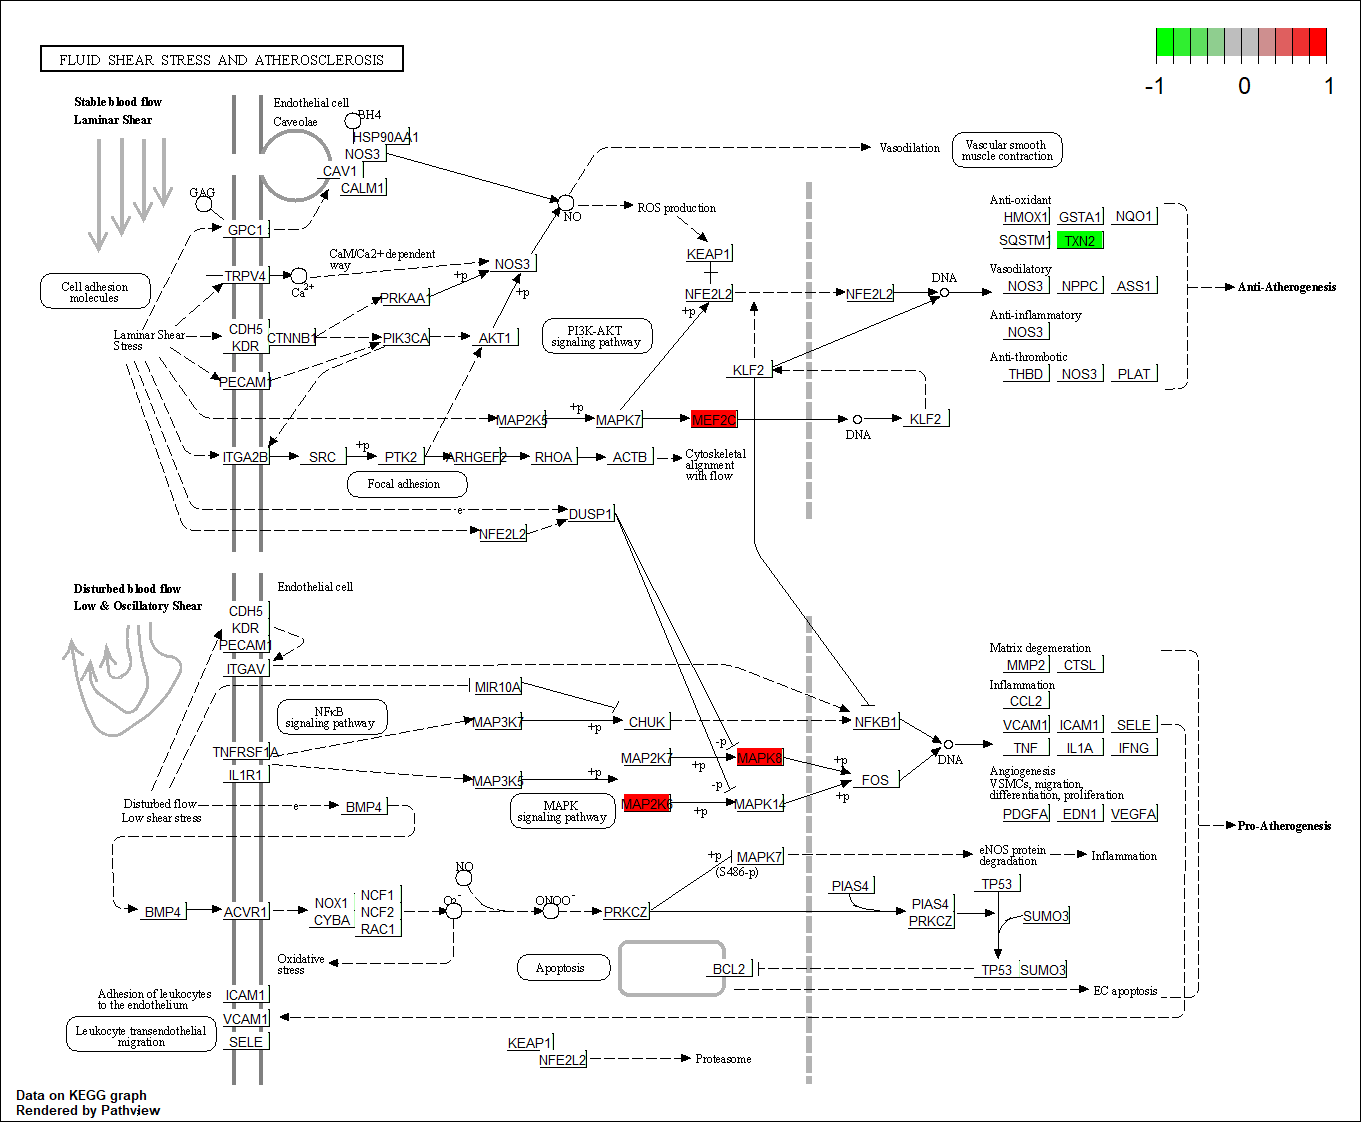 FLUID SHEAR STRESS AND ATHEROSCLEROSIS
-1 0 1
Stable blood flow
Laminar Shear
Endothelial cell
Caveolae
BH4
HSP90AA1
NOS3
CAV1
CALM1
Vasodilation
Vascular smooth
muscle contraction
GAG
GPC1
NO
ROS production
Anti-oxidant
HMOX1 GSTA1 NQO1
SQSTM1 TXN2
KEAP1
CaM/Ca2+ dependent
way
NOS3
TRPV4
Ca2+
Cell adhesion
molecules
+p
PRKAA1
+p
NFE2L2
+p
NFE2L2
DNA
Vasodilatory
NOS3 NPPC ASS1
Anti-Atherogenesis
Anti-inflammatory
NOS3
Laminar Shear
Stress
CDH5
KDR
CTNNB1
PIK3CA
AKT1
PI3K-AKT
signaling pathway
Anti-thrombotic
THBD NOS3 PLAT
PECAM1
KLF2
MAP2K5
+p
MAPK7
MEF2C
DNA
KLF2
ITGA2B
SRC
+p
PTK2
ARHGEF2
RHOA
ACTB
Cytoskeletal
alignment
with flow
Focal adhesion
e
DUSP1
NFE2L2
Disturbed blood flow
Low & Oscillatory Shear
Endothelial cell
CDH5
KDR
PECAM1
ITGAV
MIR10A
NFκB
signaling pathway
MAP3K7
+p
CHUK
NFKB1
Matrix degemeration
MMP2 CTSL
Inflammation
CCL2
VCAM1 ICAM1 SELE
TNF IL1A IFNG
DNA
TNFRSF1A
IL1R1
MAP3K5
+p
MAP2K7
+p
-p
MAPK8
+p
FOS
+p
-p
MAP2K6
+p
MAPK14
MAPK
signaling pathway
Angiogenesis
VSMCs, migration,
differentiation, proliferation
PDGFA EDN1 VEGFA
Pro-Atherogenesis
Disturbed flow
Low shear stress
e
BMP4
+p
MAPK7
(S486-p)
eNOS protein
degradation
Inflammation
NO
BMP4
ACVR1
NOX1
CYBA
NCF1
NCF2
RAC1
O2-
ONOO-
PRKCZ
PIAS4
PIAS4
PRKCZ
TP53
SUMO3
Oxidative
stress
Apoptosis
BCL2
TP53 SUMO3
EC apoptosis
Adhesion of leukocytes
to the endothelium
ICAM1
VCAM1
SELE
Leukocyte transendothelial
migration
KEAP1
NFE2L2
Proteasome
Data on KEGG graph
Rendered by Pathview